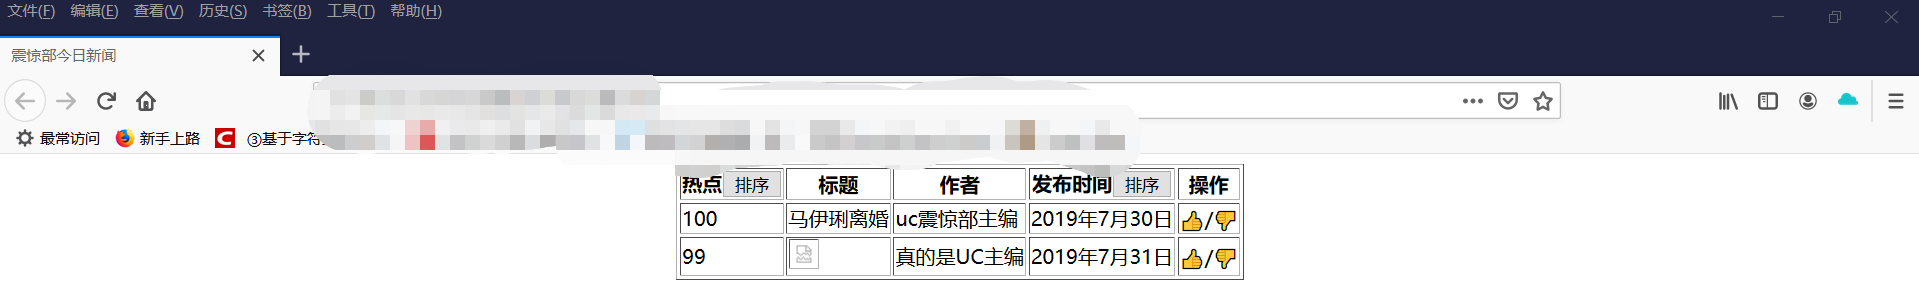 文件(F) 编辑(E) 查看(V) 历史(S) 书签(B) 工具(T) 帮助(H)
震惊部今日新闻
最常访问 新手上路 ③基于字符
热点 排序 标题 作者 发布时间 排序 操作
100 马伊琍离婚 uc震惊部主编 2019年7月30日 👍/👎
99 真的是UC主编 2019年7月31日 👍/👎